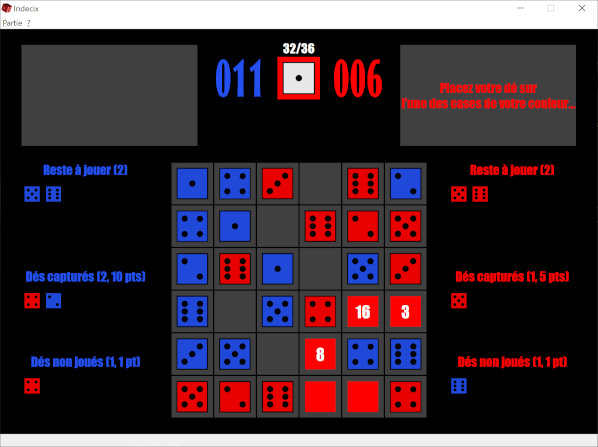 Indecix
Partie ?
32/36
011 006
Placez votre dé sur
l'une des cases de votre couleur...
Reste à jouer (2)
Reste à jouer (2)
Dés capturés (2, 10 pts)
Dés capturés (1, 5 pts)
16 3
8
Dés non joués (1, 1 pt)
Dés non joués (1, 1 pt)